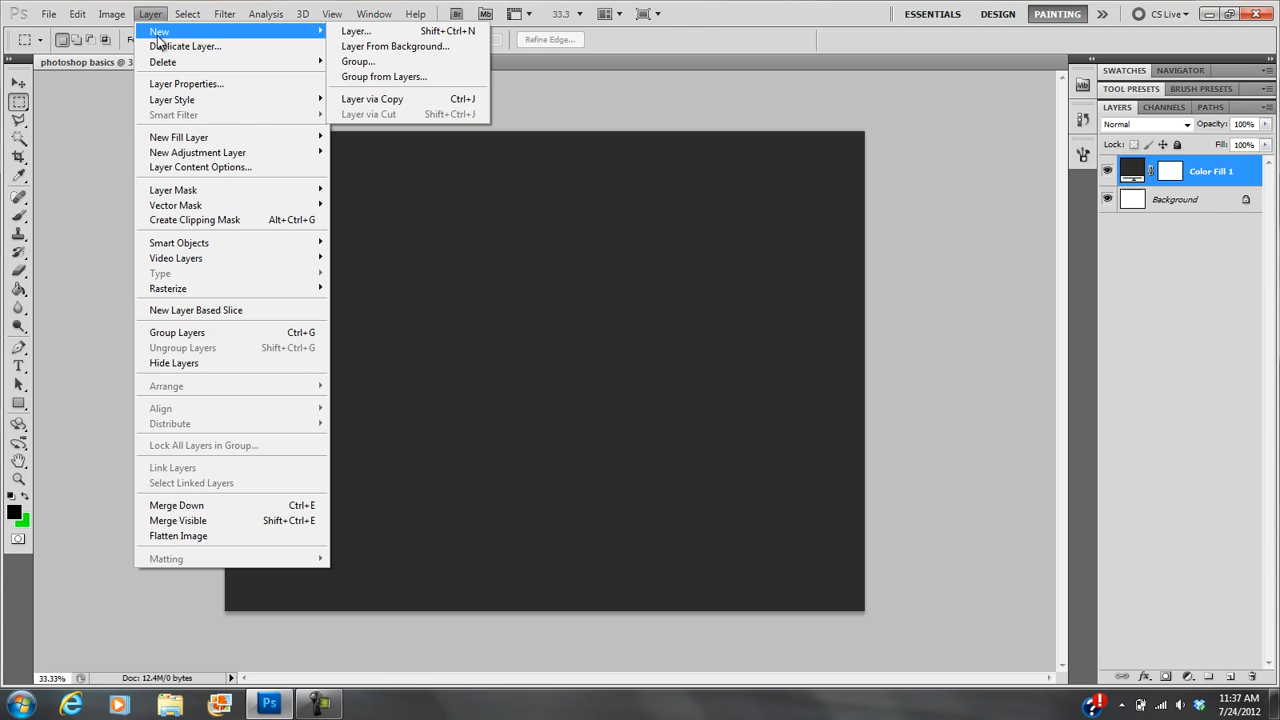 Ps File Edit Image Layer Select Filter Analysis 3D View Window Help Br Mb 33.3 ESSENTIALS DESIGN PAINTING CS Live
Refine Edge...
photoshop basics @ 3
New
Duplicate Layer...
Delete
Layer Properties...
Layer Style
Smart Filter
New Fill Layer
New Adjustment Layer
Layer Content Options...
Layer Mask
Vector Mask
Create Clipping Mask Alt+Ctrl+G
Smart Objects
Video Layers
Type
Rasterize
New Layer Based Slice
Group Layers Ctrl+G
Ungroup Layers Shift+Ctrl+G
Hide Layers
Arrange
Align
Distribute
Lock All Layers in Group...
Link Layers
Select Linked Layers
Merge Down Ctrl+E
Merge Visible Shift+Ctrl+E
Flatten Image
Matting
Layer... Shift+Ctrl+N
Layer From Background...
Group...
Group from Layers...
Layer via Copy Ctrl+J
Layer via Cut Shift+Ctrl+J
SWATCHES NAVIGATOR
TOOL PRESETS BRUSH PRESETS
LAYERS CHANNELS PATHS
Normal Opacity: 100%
Lock: Fill: 100%
Color Fill 1
Background
33.33% Doc: 12.4M/0 bytes
Ps
11:37 AM
7/24/2012